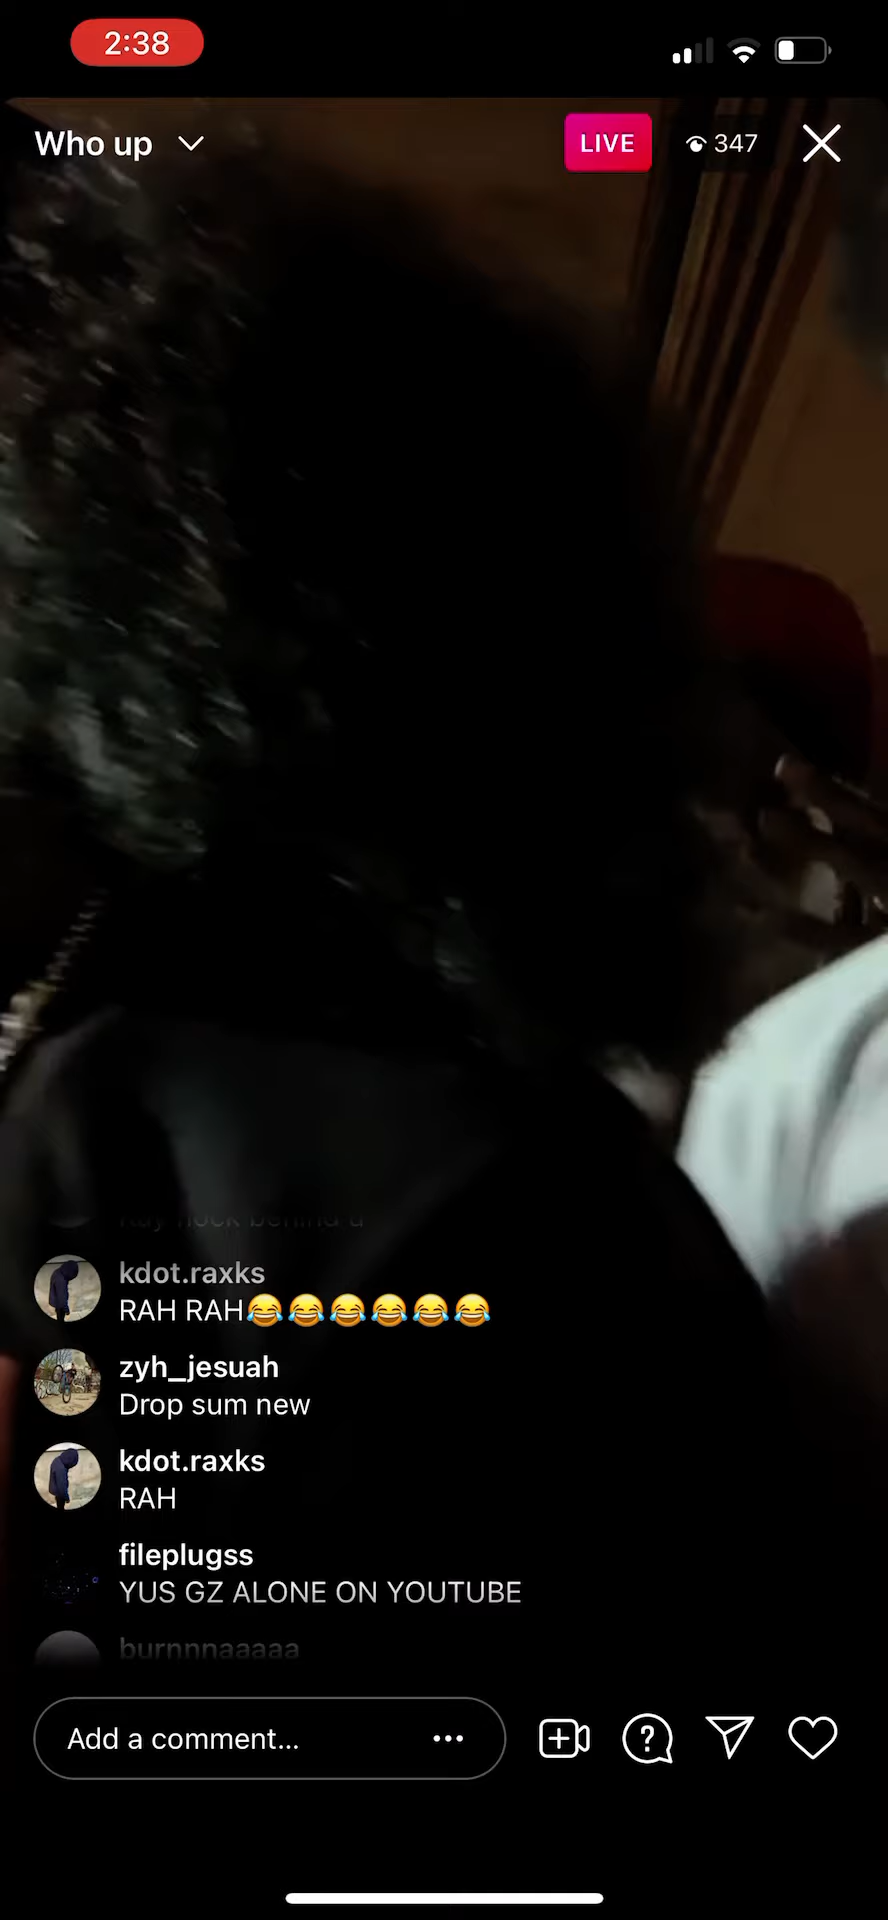 2:38
Who up
LIVE
347
kdot.raxks
RAH RAH😂😂😂😂😂😂
zyh_jesuah
Drop sum new
kdot.raxks
RAH
fileplugss
YUS GZ ALONE ON YOUTUBE
burnnnaaaaa
Add a comment...